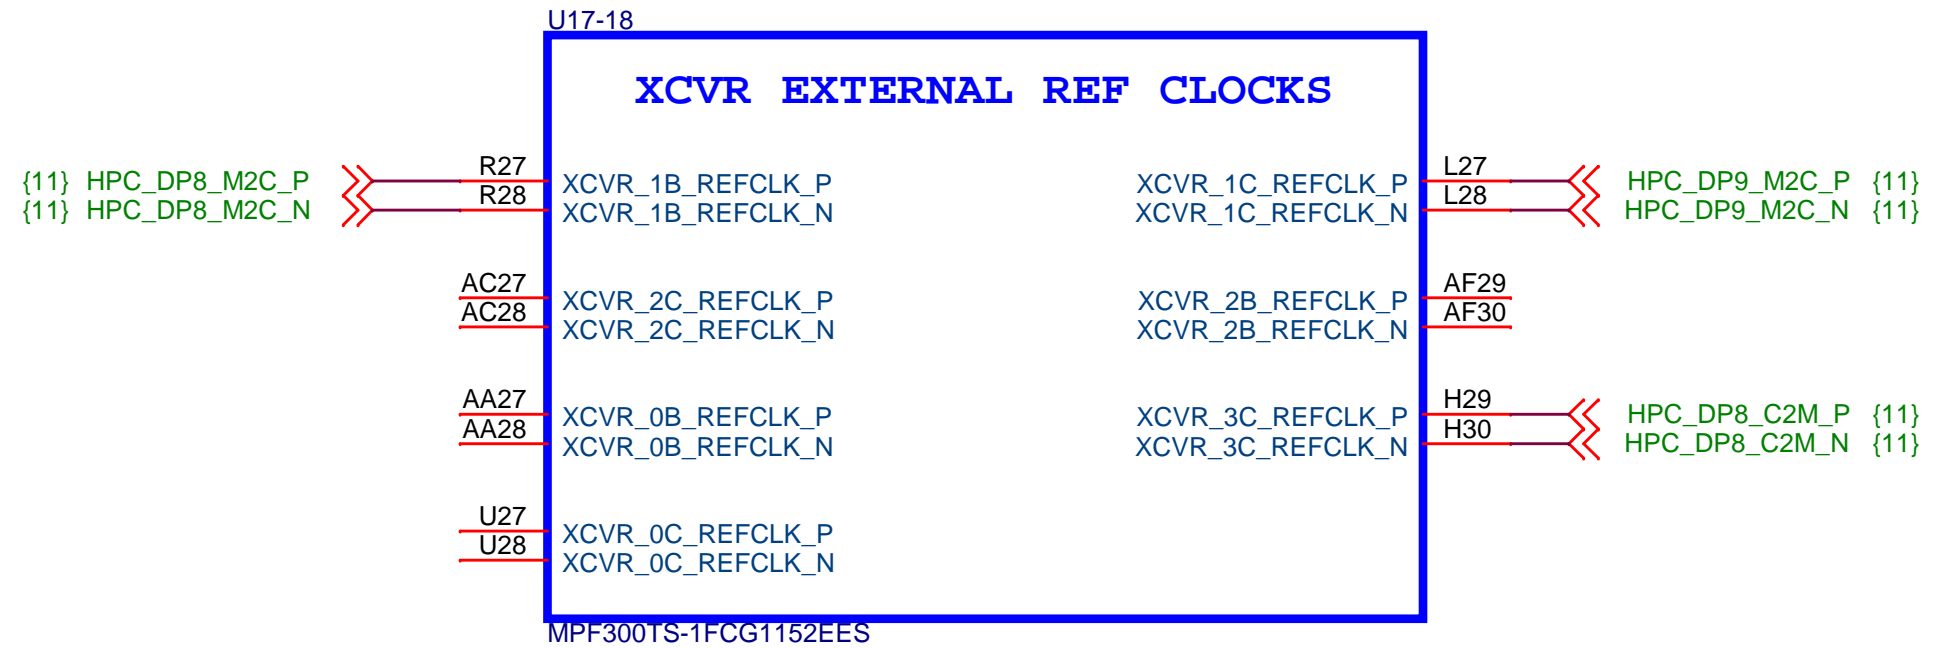 U17-18
XCVR EXTERNAL REF CLOCKS
{11} HPC_DP8_M2C_P R27 XCVR_1B_REFCLK_P XCVR_1C_REFCLK_P L27 HPC_DP9_M2C_P {11}
{11} HPC_DP8_M2C_N R28 XCVR_1B_REFCLK_N XCVR_1C_REFCLK_N L28 HPC_DP9_M2C_N {11}
AC27 XCVR_2C_REFCLK_P XCVR_2B_REFCLK_P AF29
AC28 XCVR_2C_REFCLK_N XCVR_2B_REFCLK_N AF30
AA27 XCVR_0B_REFCLK_P XCVR_3C_REFCLK_P H29 HPC_DP8_C2M_P {11}
AA28 XCVR_0B_REFCLK_N XCVR_3C_REFCLK_N H30 HPC_DP8_C2M_N {11}
U27 XCVR_0C_REFCLK_P
U28 XCVR_0C_REFCLK_N
MPF300TS-1FCG1152EES